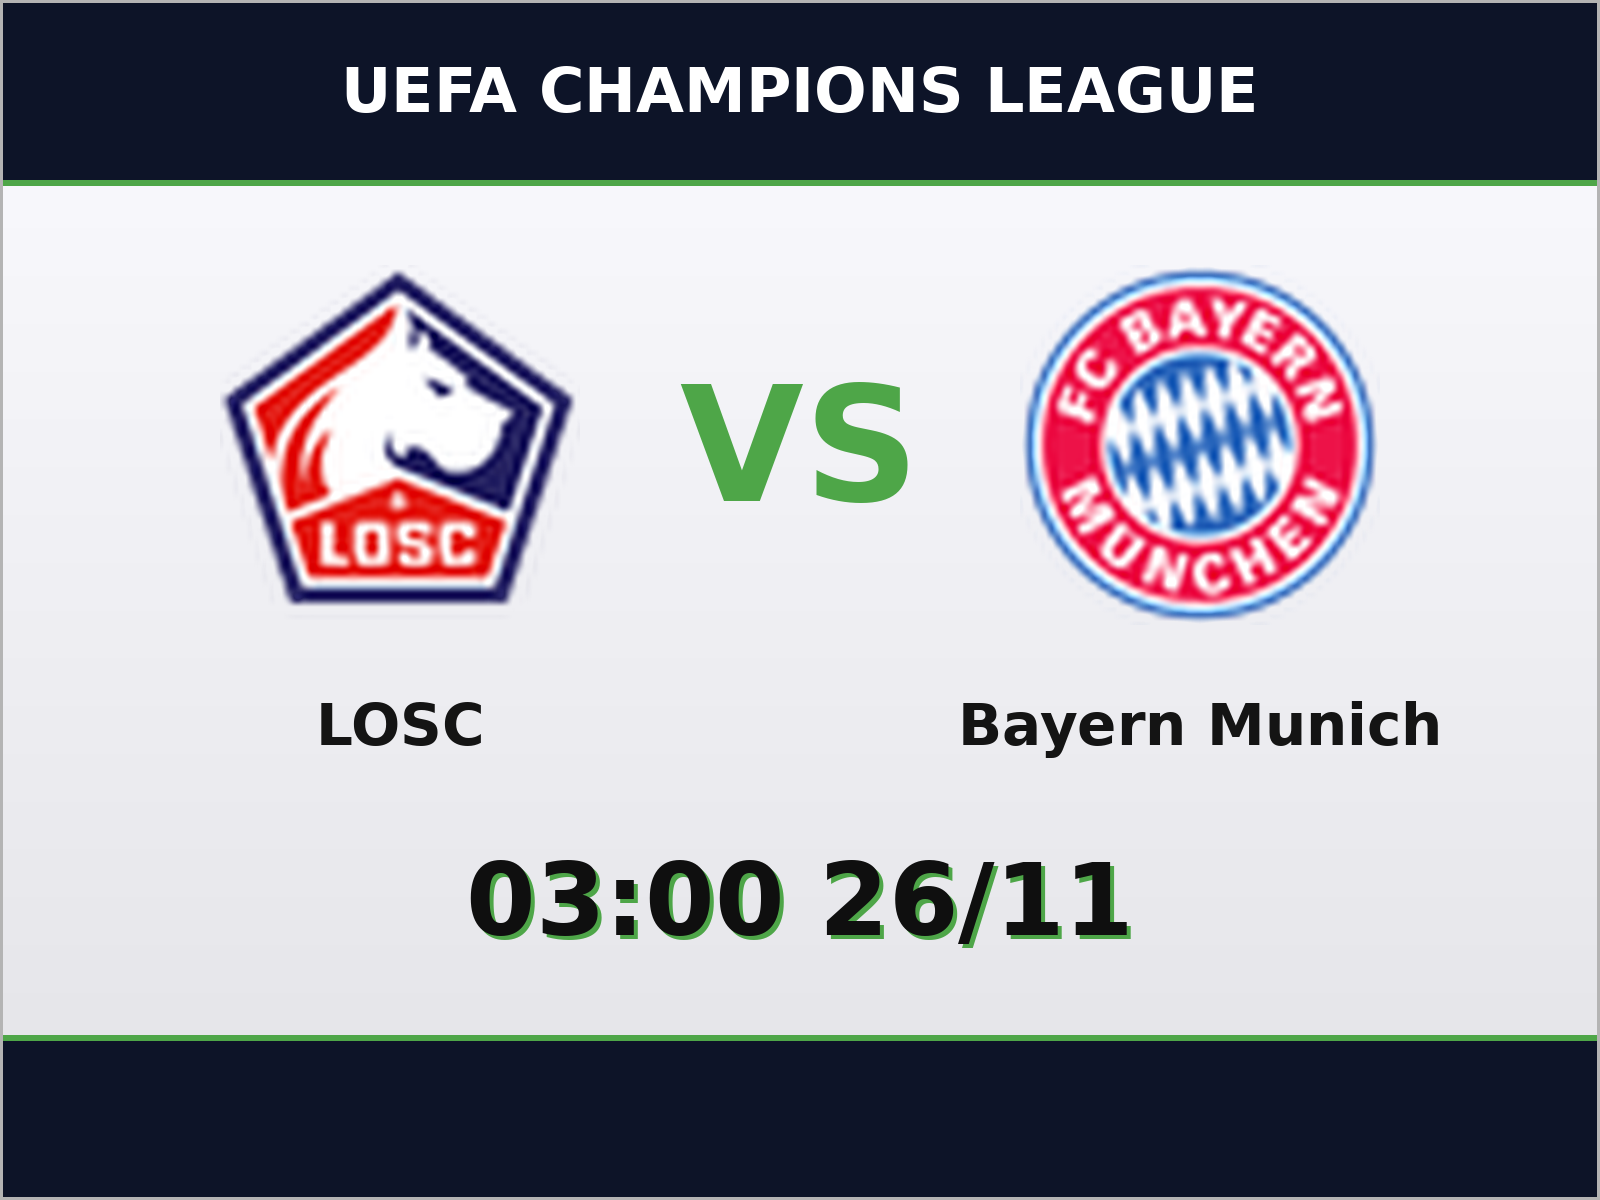 UEFA CHAMPIONS LEAGUE
LOSC
FC BAYERN
MÜNCHEN
VS
LOSC
Bayern Munich
03:00 26/11